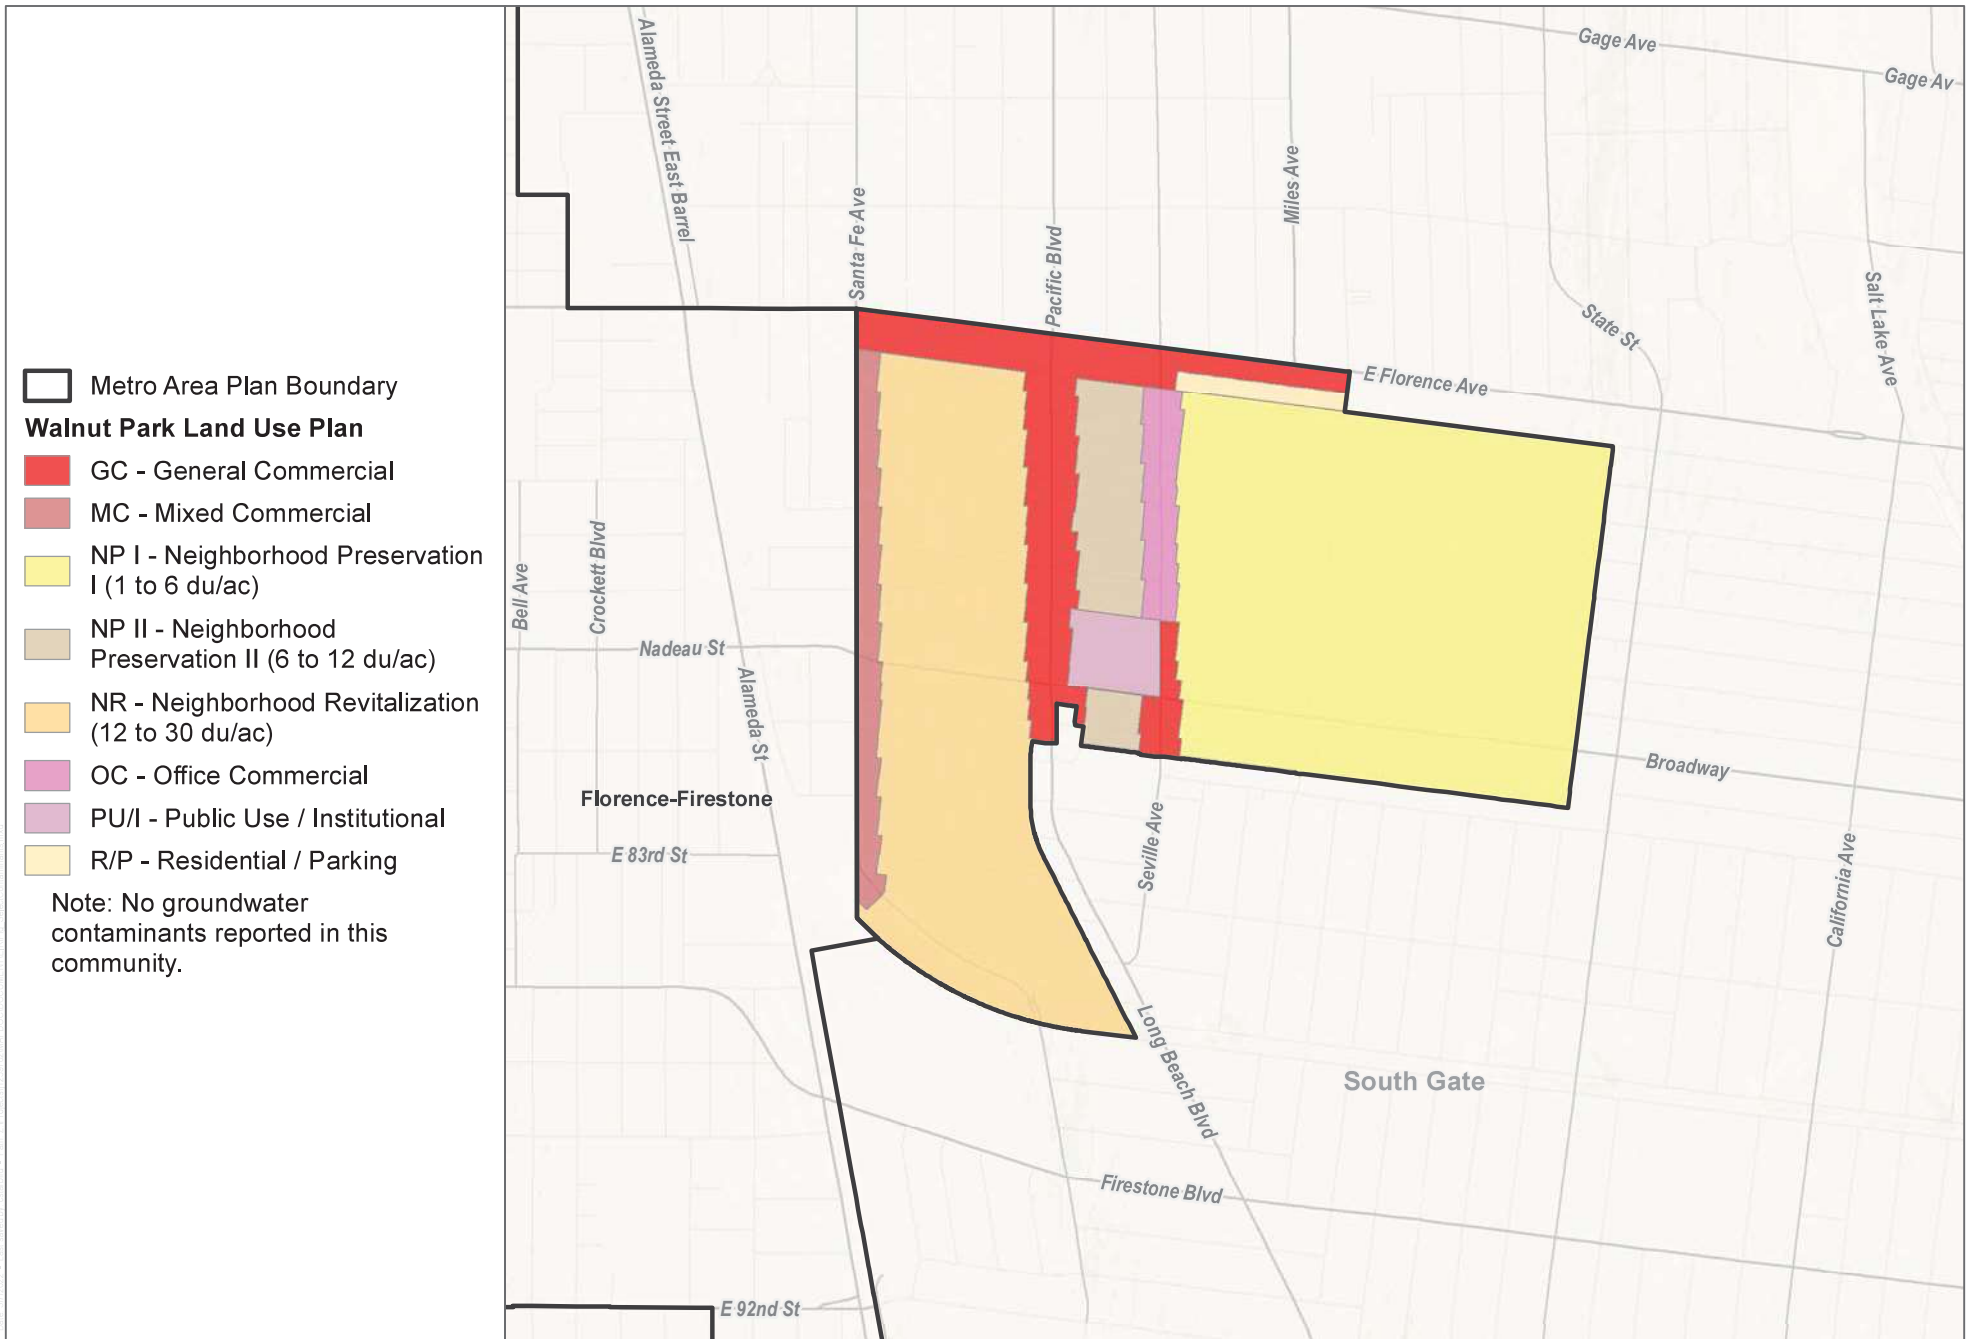 Metro Area Plan Boundary
Walnut Park Land Use Plan
GC - General Commercial
MC - Mixed Commercial
NP I - Neighborhood Preservation
I (1 to 6 du/ac)
NP II - Neighborhood
Preservation II (6 to 12 du/ac)
NR - Neighborhood Revitalization
(12 to 30 du/ac)
OC - Office Commercial
PU/I - Public Use / Institutional
R/P - Residential / Parking
Note: No groundwater
contaminants reported in this
community.
Gage Ave
Gage Av
Alameda Street East Barrel
Santa Fe Ave
Pacific Blvd
Miles Ave
State St
Salt Lake Ave
E Florence Ave
Bell Ave
Crockett Blvd
Nadeau St
Alameda St
Broadway
Florence-Firestone
E 83rd St
Seville Ave
California Ave
Long Beach Blvd
South Gate
Firestone Blvd
E 92nd St